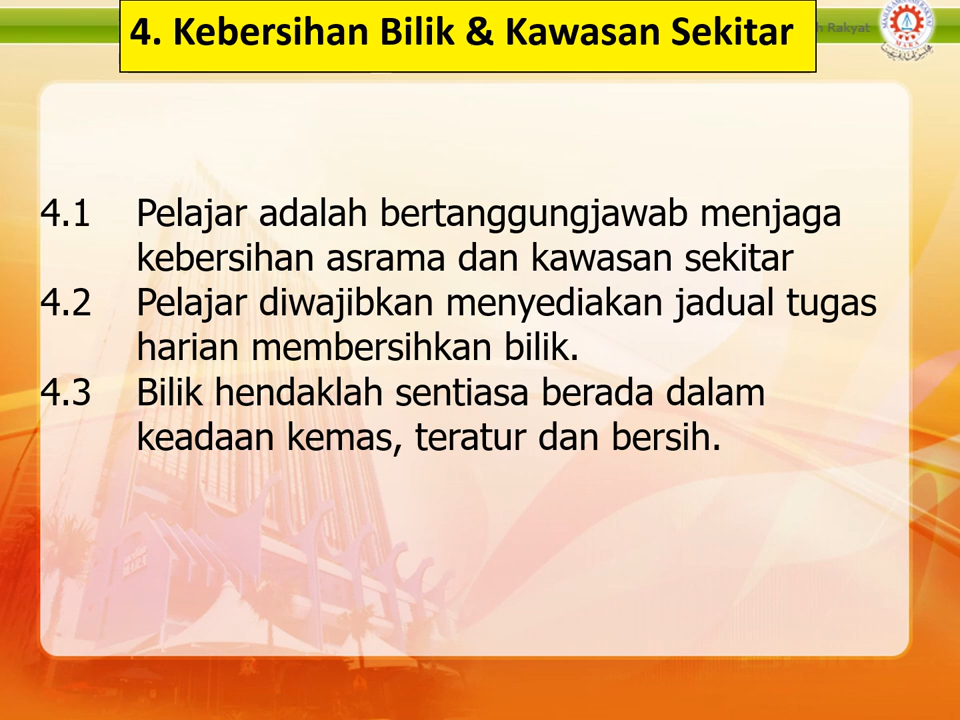 4. Kebersihan Bilik & Kawasan Sekitar
Rakyat
MARA
4.1 Pelajar adalah bertanggungjawab menjaga
kebersihan asrama dan kawasan sekitar
4.2 Pelajar diwajibkan menyediakan jadual tugas
harian membersihkan bilik.
4.3 Bilik hendaklah sentiasa berada dalam
keadaan kemas, teratur dan bersih.